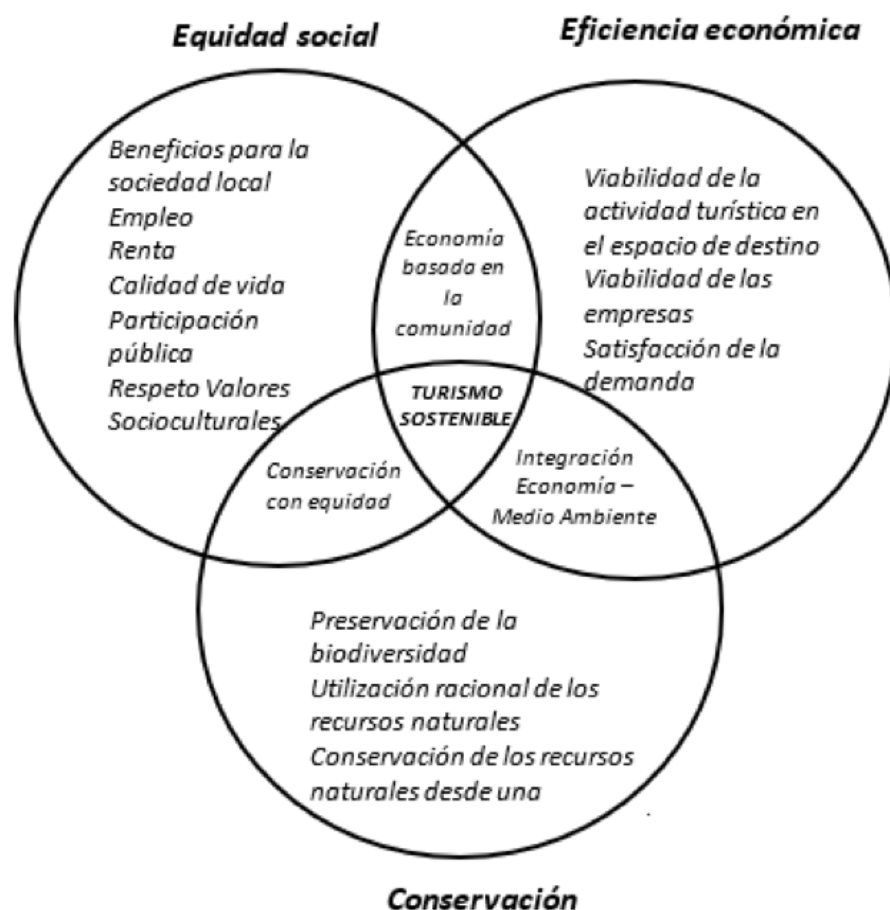 Equidad social
Eficiencia económica
Beneficios para la
sociedad local
Empleo
Renta
Calidad de vida
Participación
pública
Respeto Valores
Socioculturales
Economía
basada en
la
comunidad
Viabilidad de la
actividad turística en
el espacio de destino
Viabilidad de las
empresas
Satisfacción de la
demanda
TURISMO
SOSTENIBLE
Conservación
con equidad
Integración
Economía –
Medio Ambiente
Preservación de la
biodiversidad
Utilización racional de los
recursos naturales
Conservación de los recursos
naturales desde una
Conservación